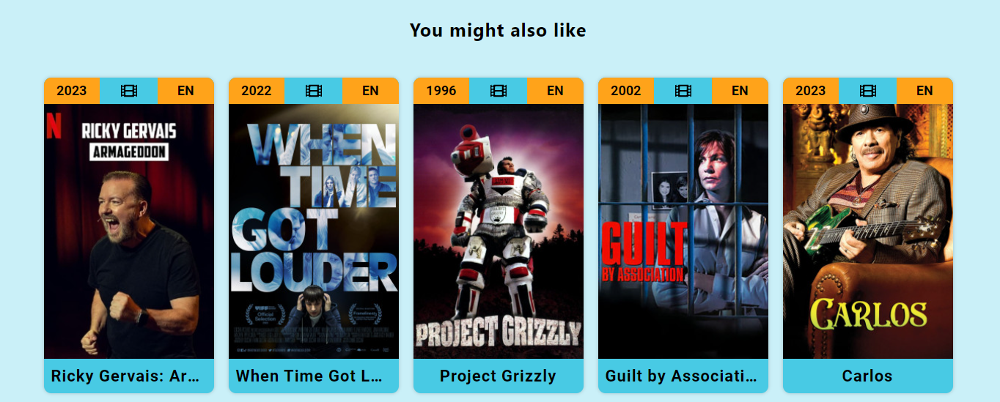 You might also like
2023 EN
2022 EN
1996 EN
2002 EN
2023 EN
N
RICKY GERVAIS
ARMAGEDDON
WHEN
TIME
GOT
LOUDER
Official
Selection
PROJECT GRIZZLY
GUILT
BY ASSOCIATION
CARLOS
Ricky Gervais: Ar...
When Time Got L...
Project Grizzly
Guilt by Associati...
Carlos